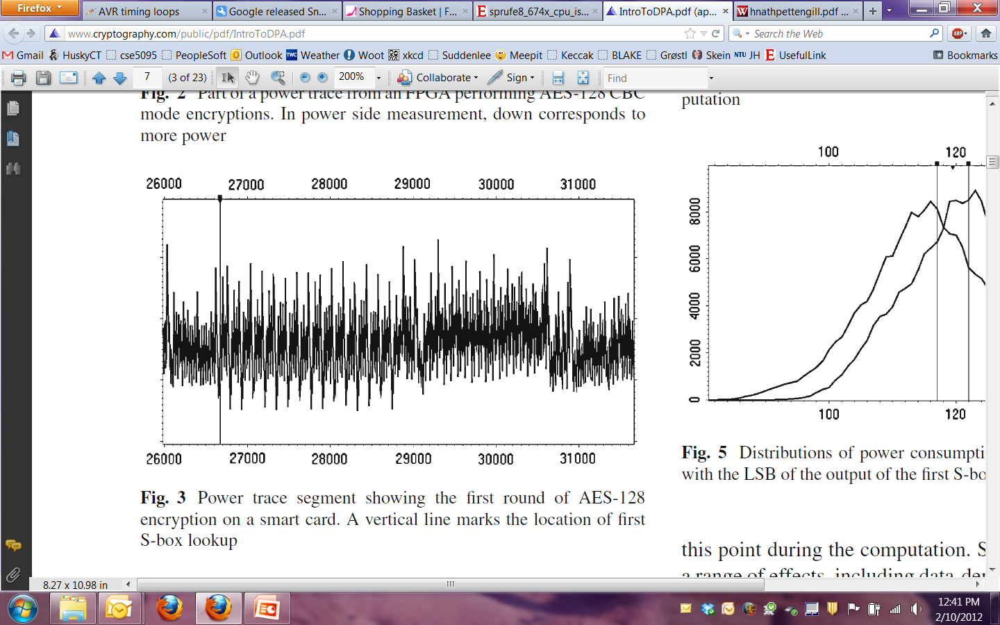 Firefox
AVR timing loops
Google released Sn...
Shopping Basket | F...
sprufe8_674x_cpu_is...
IntroToDPA.pdf (ap...
hnathpettengill.pdf ...
www.cryptography.com/public/pdf/IntroToDPA.pdf
Search the Web
ABP
Gmail HuskyCT cse5095 PeopleSoft Outlook TWC Weather Woot xkcd Suddenlee Meepit Keccak BLAKE Grøstl Skein NTU JH UsefulLink Bookmarks
7 (3 of 23) 200% Collaborate Sign Find
Fig. 2 Part of a power trace from an FPGA performing AES-128 CBC
mode encryptions. In power side measurement, down corresponds to
more power
26000 27000 28000 29000 30000 31000
26000 27000 28000 29000 30000 31000
Fig. 3 Power trace segment showing the first round of AES-128
encryption on a smart card. A vertical line marks the location of first
S-box lookup
putation
100 120
8000
6000
4000
2000
0
100 120
Fig. 5 Distributions of power consumpti
with the LSB of the output of the first S-bo
this point during the computation. S
a range of effects, including data-de
8.27 x 10.98 in
12:41 PM
2/10/2012